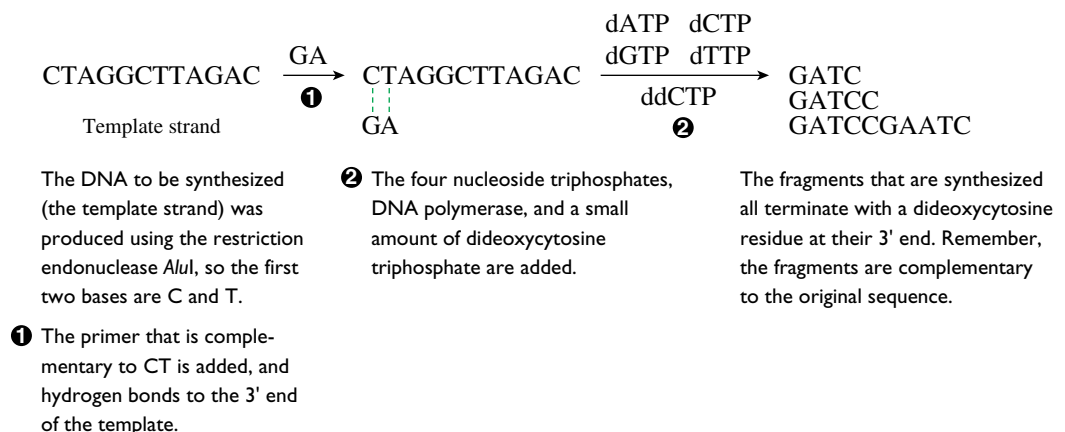 dATP dCTP
GA
dGTP dTTP
CTAGGCTTAGAC
CTAGGCTTAGAC
GATC
❶
ddCTP
GATCC
Template strand
GA
❷
GATCCGAATC
The DNA to be synthesized
(the template strand) was
produced using the restriction
endonuclease AluI, so the first
two bases are C and T.
❶ The primer that is comple-
mentary to CT is added, and
hydrogen bonds to the 3' end
of the template.
❷ The four nucleoside triphosphates,
DNA polymerase, and a small
amount of dideoxycytosine
triphosphate are added.
The fragments that are synthesized
all terminate with a dideoxycytosine
residue at their 3' end. Remember,
the fragments are complementary
to the original sequence.